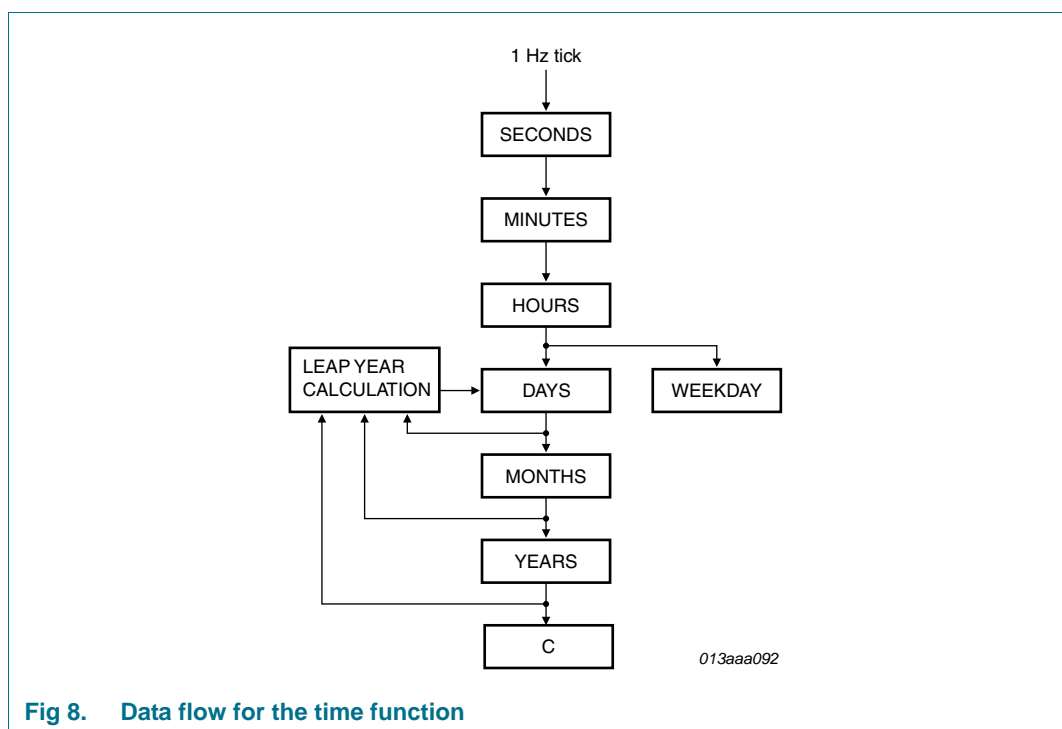 1 Hz tick
SECONDS
MINUTES
HOURS
LEAP YEAR
CALCULATION
DAYS
WEEKDAY
MONTHS
YEARS
C
013aaa092
Fig 8. Data flow for the time function